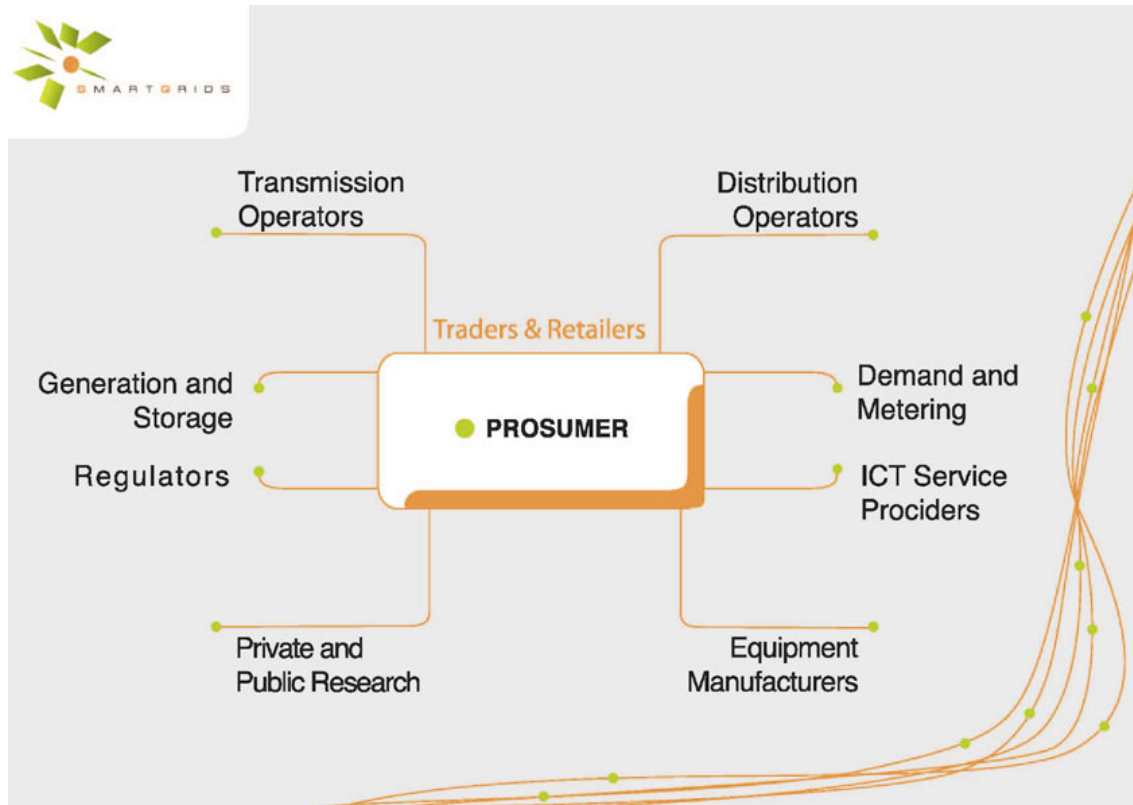 SMARTGRIDS
Transmission
Operators
Distribution
Operators
Traders & Retailers
Generation and
Storage
PROSUMER
Demand and
Metering
Regulators
ICT Service
Prociders
Private and
Public Research
Equipment
Manufacturers